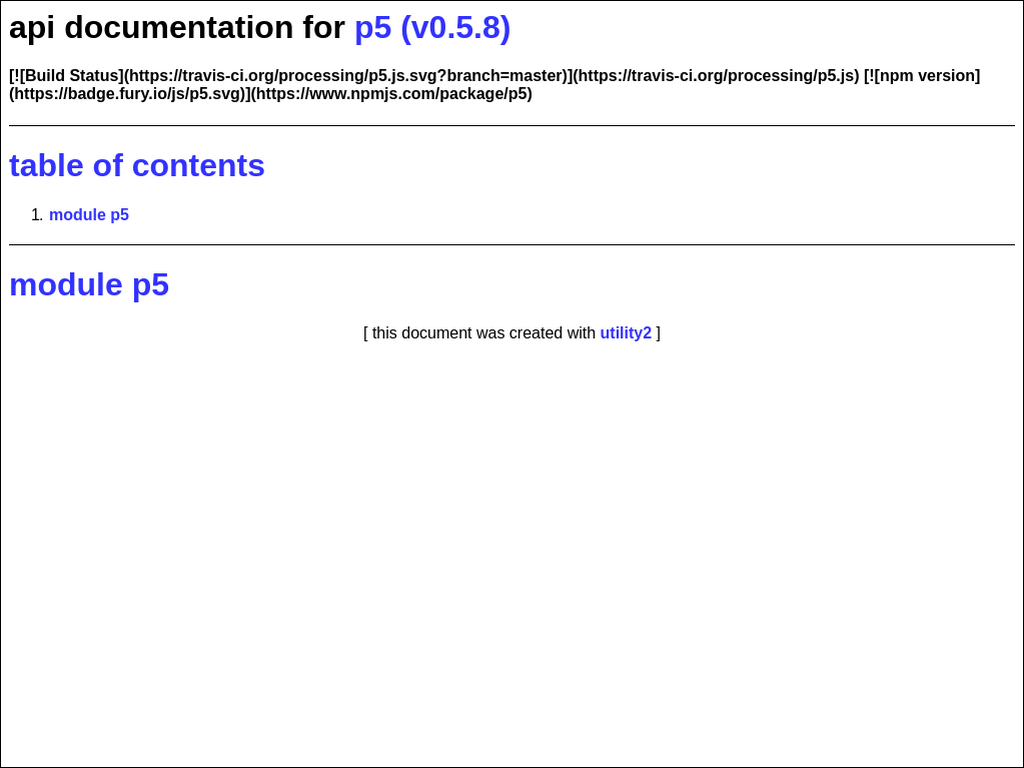 api documentation for p5 (v0.5.8)
[![Build Status](https://travis-ci.org/processing/p5.js.svg?branch=master)](https://travis-ci.org/processing/p5.js) [![npm version]
(https://badge.fury.io/js/p5.svg)](https://www.npmjs.com/package/p5)
table of contents
1. module p5
module p5
[ this document was created with utility2 ]